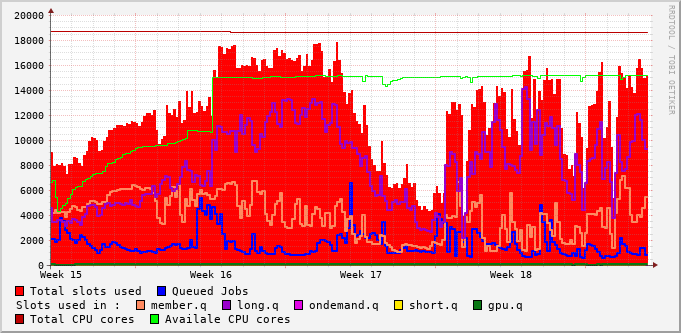 20000
18000
16000
14000
12000
10000
8000
6000
4000
2000
0
Week 15 Week 16 Week 17 Week 18
RRDTOOL / TOBI OETIKER
Total slots used Queued Jobs
Slots used in : member.q long.q ondemand.q short.q gpu.q
Total CPU cores Availale CPU cores